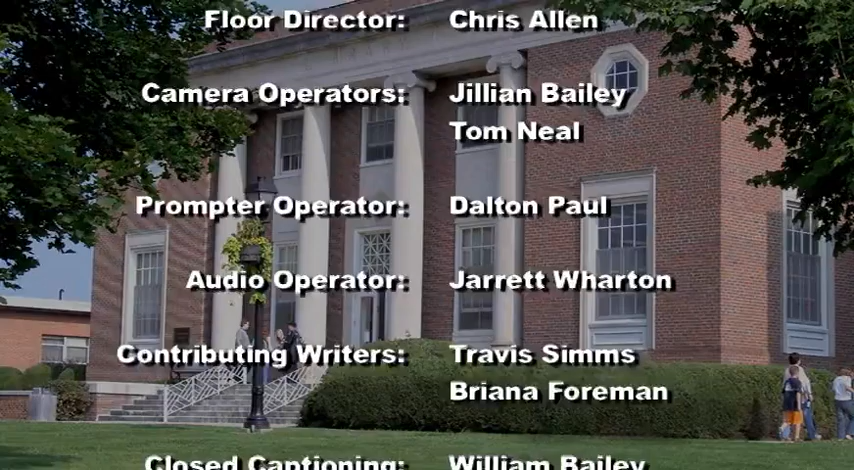 Floor Director: Chris Allen
Camera Operators: Jillian Bailey
Tom Neal
Prompter Operator: Dalton Paul
Audio Operator: Jarrett Wharton
Contributing Writers: Travis Simms
Briana Foreman
Closed Captioning: William Bailey